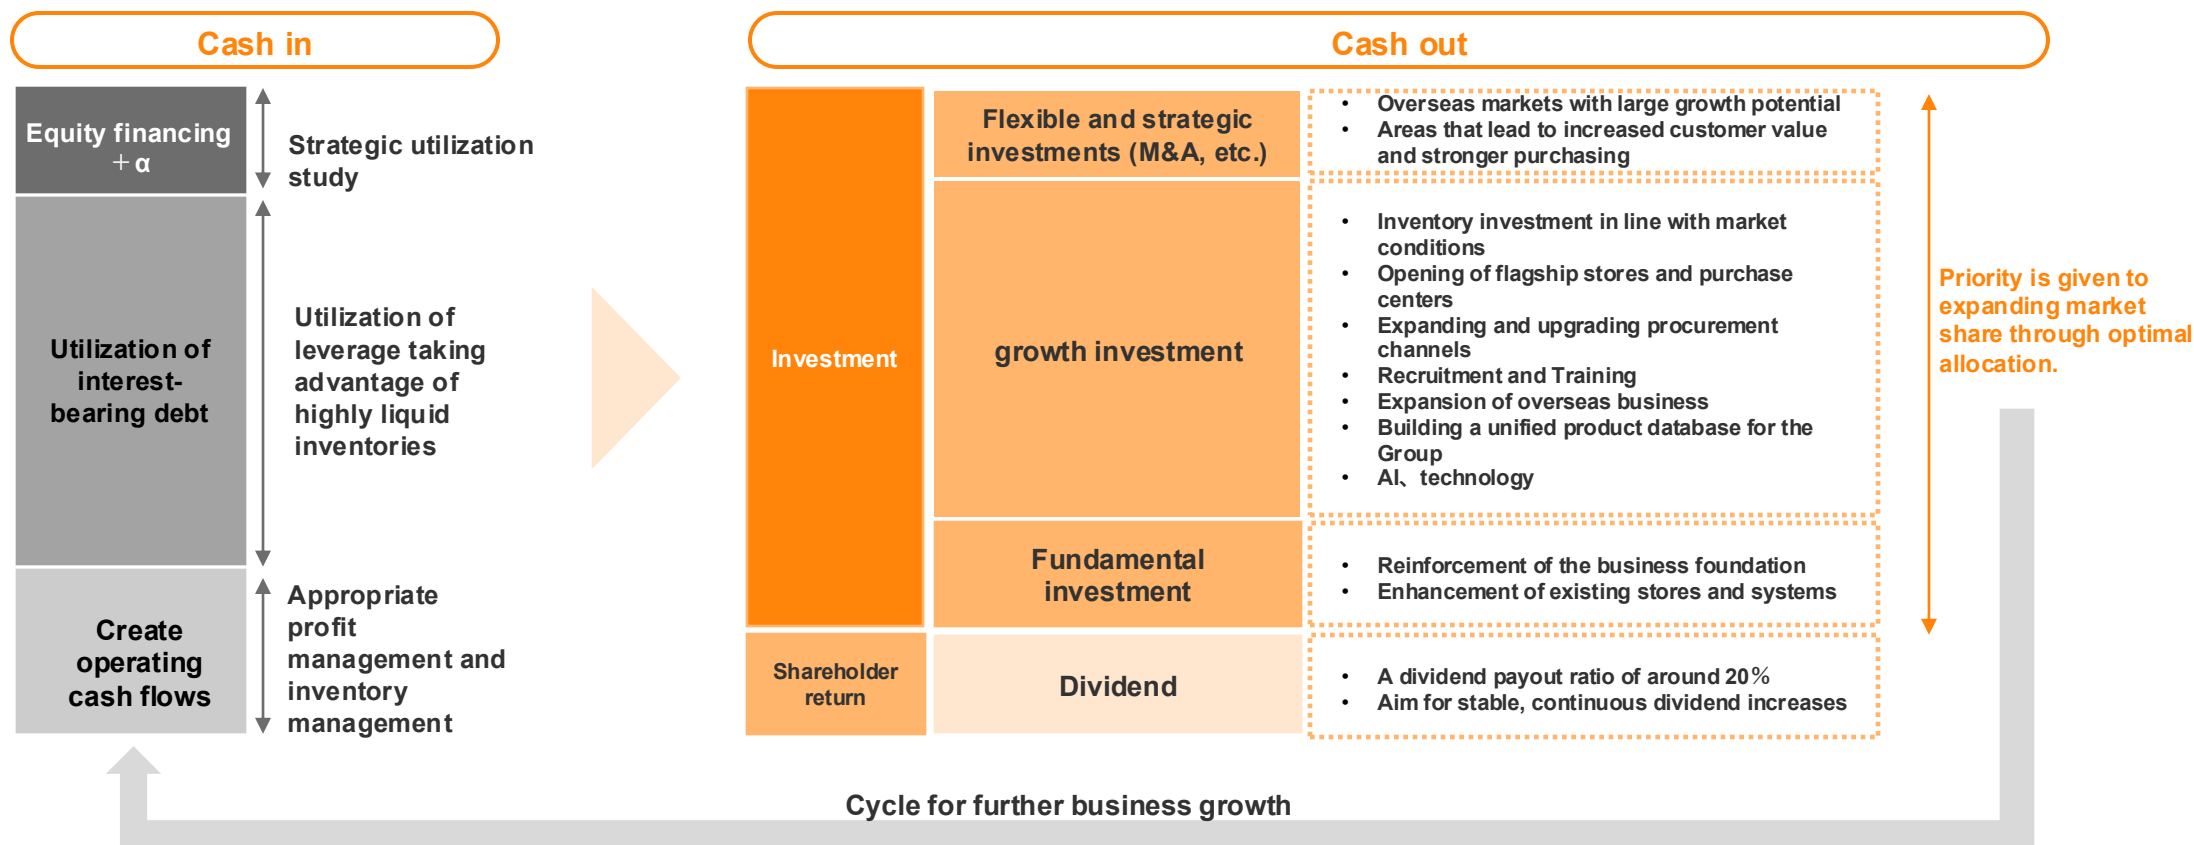 Cash in
Equity financing
＋α
Strategic utilization
study
Utilization of
interest-
bearing debt
Utilization of
leverage taking
advantage of
highly liquid
inventories
Create
operating
cash flows
Appropriate
profit
management and
inventory
management
Cash out
Investment
Flexible and strategic
investments (M&A, etc.)
• Overseas markets with large growth potential
• Areas that lead to increased customer value
and stronger purchasing
growth investment
• Inventory investment in line with market
conditions
• Opening of flagship stores and purchase
centers
• Expanding and upgrading procurement
channels
• Recruitment and Training
• Expansion of overseas business
• Building a unified product database for the
Group
• AI、technology
Fundamental
investment
• Reinforcement of the business foundation
• Enhancement of existing stores and systems
Shareholder
return
Dividend
• A dividend payout ratio of around 20％
• Aim for stable, continuous dividend increases
Priority is given to
expanding market
share through optimal
allocation.
Cycle for further business growth